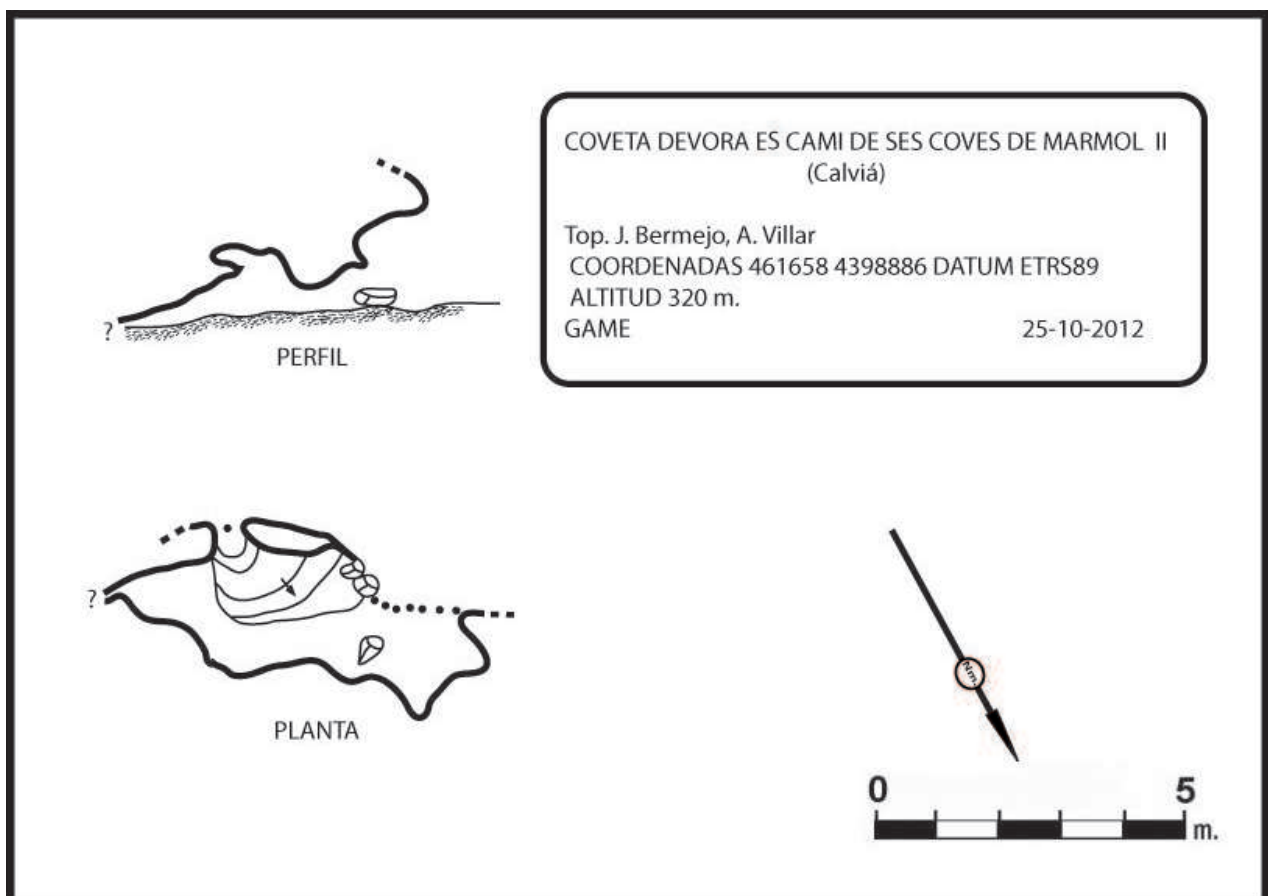 COVETA DEVORA ES CAMI DE SES COVES DE MARMOL II
(Calviá)
Top. J. Bermejo, A. Villar
COORDENADAS 461658 4398886 DATUM ETRS89
ALTITUD 320 m.
GAME 25-10-2012
?
PERFIL
?
PLANTA
Nm.
0 5
m.